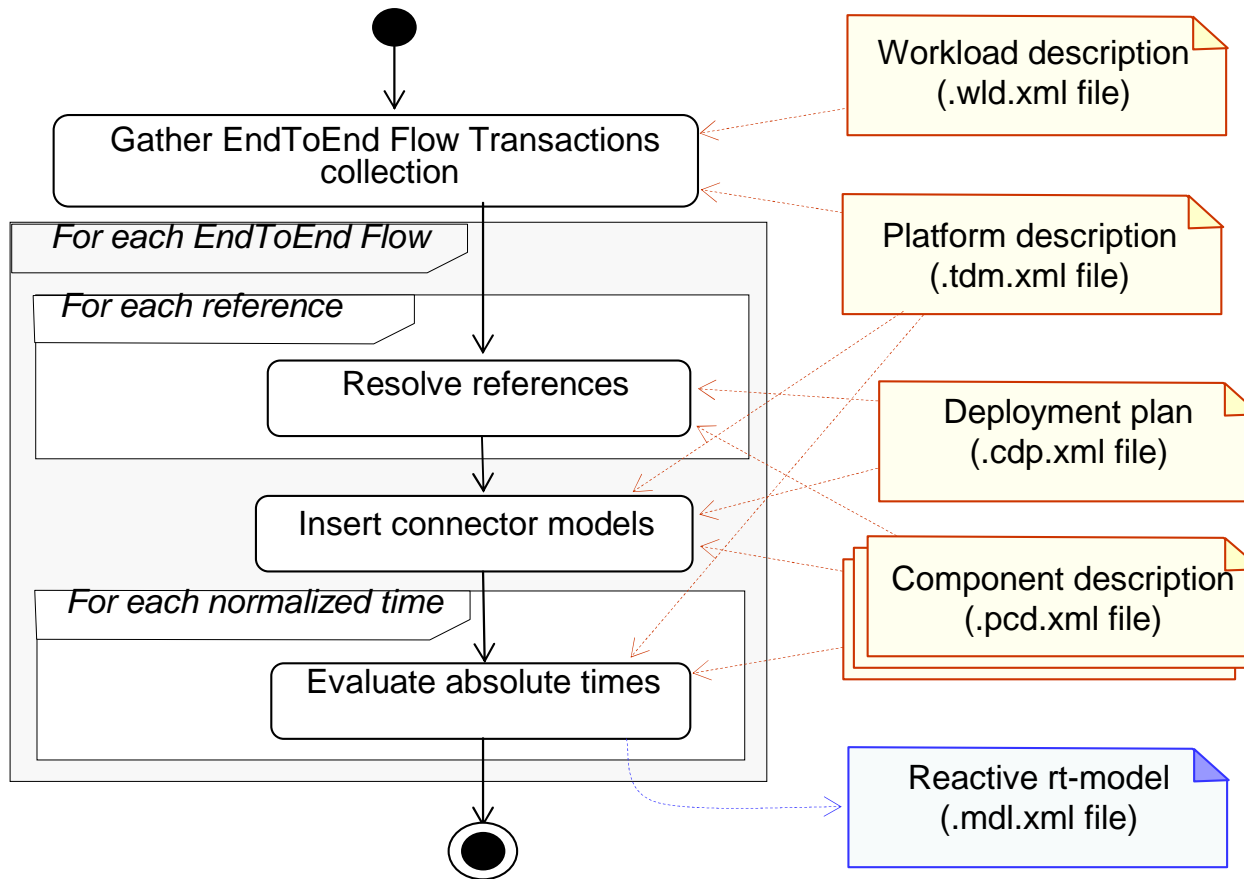 Workload description
(.wld.xml file)
Gather EndToEnd Flow Transactions
collection
Platform description
(.tdm.xml file)
For each EndToEnd Flow
For each reference
Resolve references
Deployment plan
(.cdp.xml file)
Insert connector models
Component description
(.pcd.xml file)
For each normalized time
Evaluate absolute times
Reactive rt-model
(.mdl.xml file)